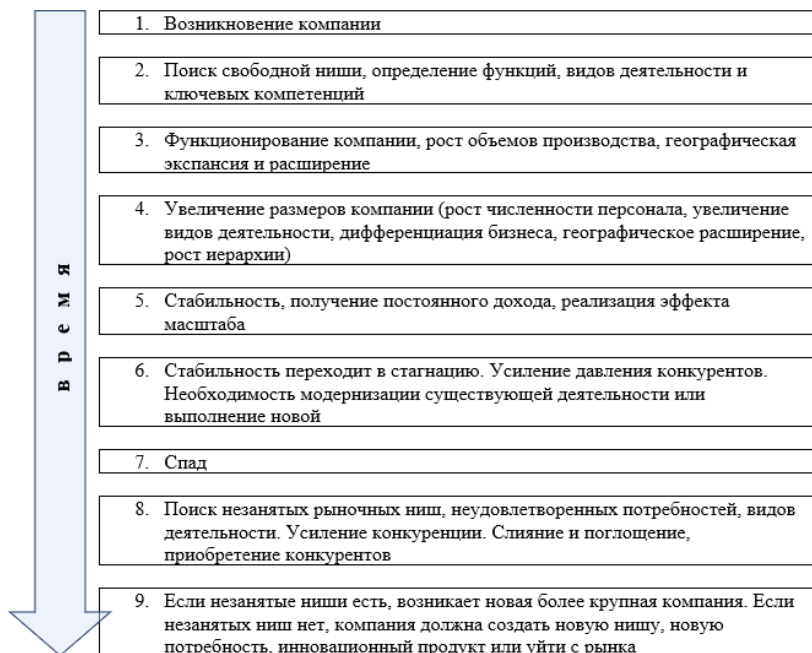 1. Возникновение компании
2. Поиск свободной ниши, определение функций, видов деятельности и
ключевых компетенций
3. Функционирование компании, рост объемов производства, географическая
экспансия и расширение
4. Увеличение размеров компании (рост численности персонала, увеличение
видов деятельности, дифференциация бизнеса, географическое расширение,
рост иерархии)
5. Стабильность, получение постоянного дохода, реализация эффекта
масштаба
6. Стабильность переходит в стагнацию. Усиление давления конкурентов.
Необходимость модернизации существующей деятельности или
выполнение новой
7. Спад
8. Поиск незанятых рыночных ниш, неудовлетворенных потребностей, видов
деятельности. Усиление конкуренции. Слияние и поглощение,
приобретение конкурентов
9. Если незанятые ниши есть, возникает новая более крупная компания. Если
незанятых ниш нет, компания должна создать новую нишу, новую
потребность, инновационный продукт или уйти с рынка
время